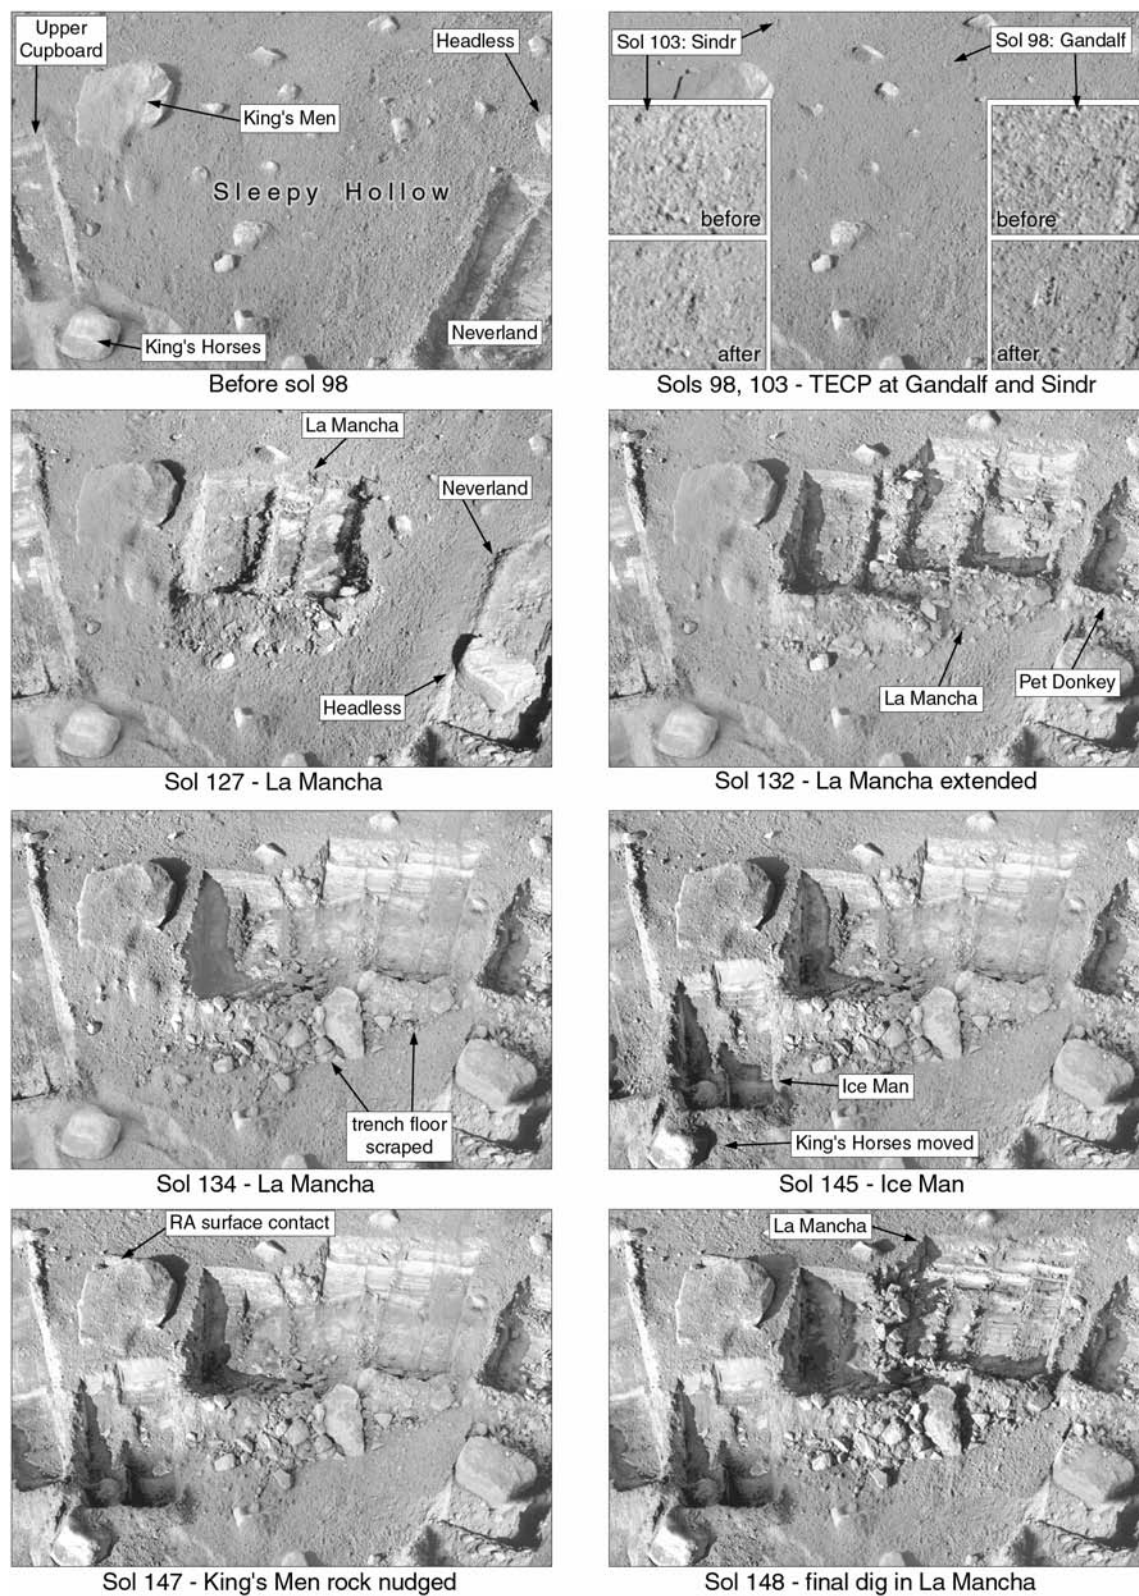 Upper
Cupboard
Headless
King's Men
Sleepy Hollow
Neverland
King's Horses
Before sol 98
Sol 103: Sindr
Sol 98: Gandalf
before
before
after
after
Sols 98, 103 - TECP at Gandalf and Sindr
La Mancha
Neverland
Headless
Sol 127 - La Mancha
La Mancha
Pet Donkey
Sol 132 - La Mancha extended
trench floor
scraped
Sol 134 - La Mancha
Ice Man
King's Horses moved
Sol 145 - Ice Man
RA surface contact
Sol 147 - King's Men rock nudged
La Mancha
Sol 148 - final dig in La Mancha